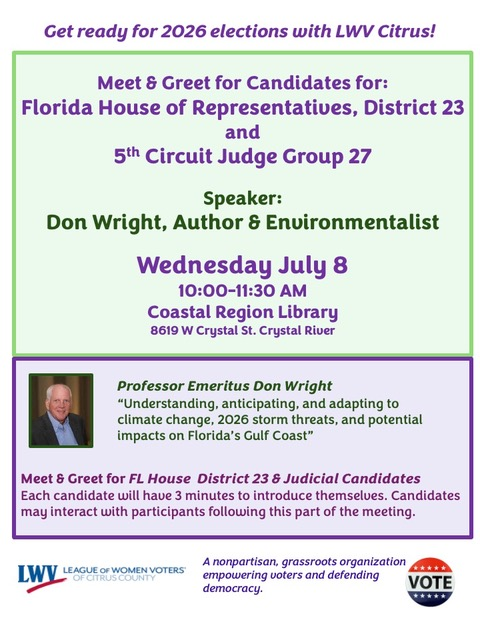 Get ready for 2026 elections with LWV Citrus!
Meet & Greet for Candidates for:
Florida House of Representatives, District 23
and
5th Circuit Judge Group 27
Speaker:
Don Wright, Author & Environmentalist
Wednesday July 8
10:00-11:30 AM
Coastal Region Library
8619 W Crystal St. Crystal River
Professor Emeritus Don Wright
“Understanding, anticipating, and adapting to
climate change, 2026 storm threats, and potential
impacts on Florida’s Gulf Coast”
Meet & Greet for FL House District 23 & Judicial Candidates
Each candidate will have 3 minutes to introduce themselves. Candidates
may interact with participants following this part of the meeting.
LWV LEAGUE OF WOMEN VOTERS®
OF CITRUS COUNTY
A nonpartisan, grassroots organization
empowering voters and defending
democracy.
VOTE